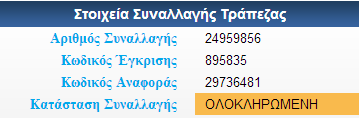 Στοιχεία Συναλλαγής Τράπεζας
Αριθμός Συναλλαγής 24959856
Κωδικός Έγκρισης 895835
Κωδικός Αναφοράς 29736481
Κατάσταση Συναλλαγής ΟΛΟΚΛΗΡΩΜΕΝΗ